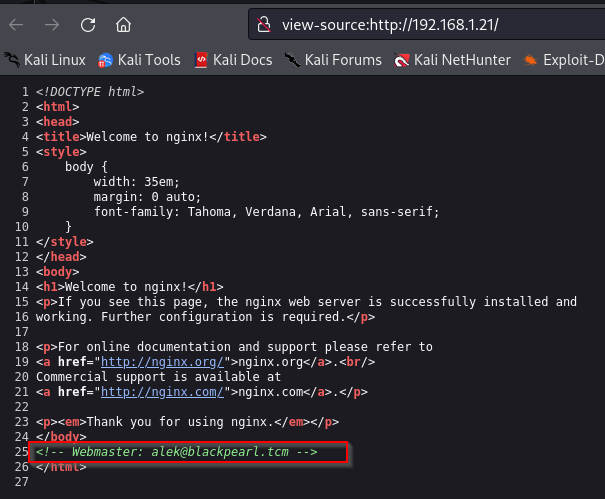 view-source:http://192.168.1.21/
Kali Linux Kali Tools Kali Docs Kali Forums Kali NetHunter Exploit-D
1 <!DOCTYPE html>
2 <html>
3 <head>
4 <title>Welcome to nginx!</title>
5 <style>
6     body {
7         width: 35em;
8         margin: 0 auto;
9         font-family: Tahoma, Verdana, Arial, sans-serif;
10     }
11 </style>
12 </head>
13 <body>
14 <h1>Welcome to nginx!</h1>
15 <p>If you see this page, the nginx web server is successfully installed and
16 working. Further configuration is required.</p>
17
18 <p>For online documentation and support please refer to
19 <a href="http://nginx.org/">nginx.org</a>.<br/>
20 Commercial support is available at
21 <a href="http://nginx.com/">nginx.com</a>.</p>
22
23 <p><em>Thank you for using nginx.</em></p>
24 </body>
25 <!-- Webmaster: alek@blackpearl.tcm -->
26 </html>
27